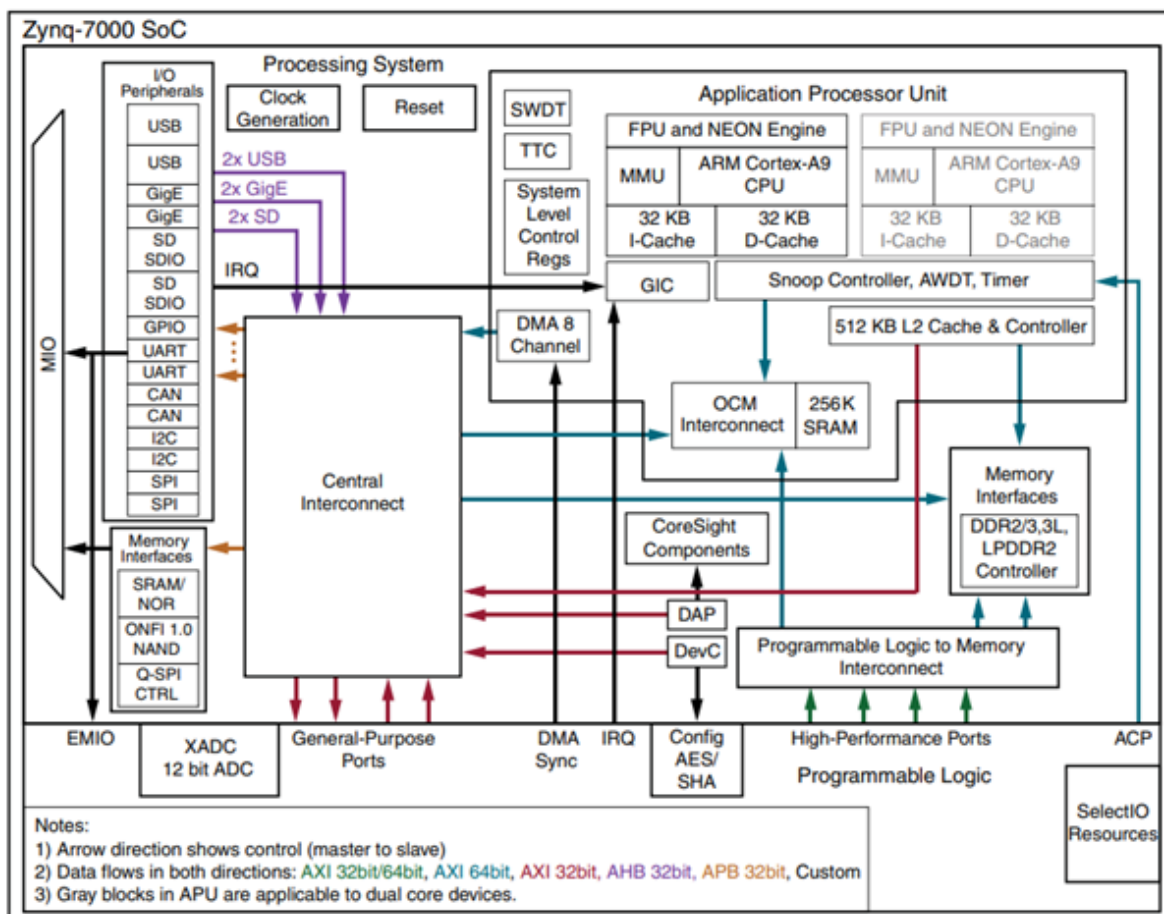 Zynq-7000 SoC
I/O
Peripherals
USB
USB
GigE
GigE
SD
SDIO
SD
SDIO
GPIO
UART
UART
CAN
CAN
I2C
I2C
SPI
SPI
MIO
Memory
Interfaces
SRAM/
NOR
ONFI 1.0
NAND
Q-SPI
CTRL
Processing System
Clock
Generation
Reset
2x USB
2x GigE
2x SD
IRQ
Central
Interconnect
SWDT
TTC
System
Level
Control
Regs
DMA 8
Channel
Application Processor Unit
FPU and NEON Engine
MMU
ARM Cortex-A9
CPU
32 KB
I-Cache
32 KB
D-Cache
FPU and NEON Engine
MMU
ARM Cortex-A9
CPU
32 KB
I-Cache
32 KB
D-Cache
GIC
Snoop Controller, AWDT, Timer
512 KB L2 Cache & Controller
OCM
Interconnect
256K
SRAM
Memory
Interfaces
DDR2/3,3L,
LPDDR2
Controller
CoreSight
Components
DAP
DevC
Programmable Logic to Memory
Interconnect
EMIO
XADC
12 bit ADC
General-Purpose
Ports
DMA
Sync
IRQ
Config
AES/
SHA
High-Performance Ports
ACP
Programmable Logic
SelectIO
Resources
Notes:
1) Arrow direction shows control (master to slave)
2) Data flows in both directions: AXI 32bit/64bit, AXI 64bit, AXI 32bit, AHB 32bit, APB 32bit, Custom
3) Gray blocks in APU are applicable to dual core devices.